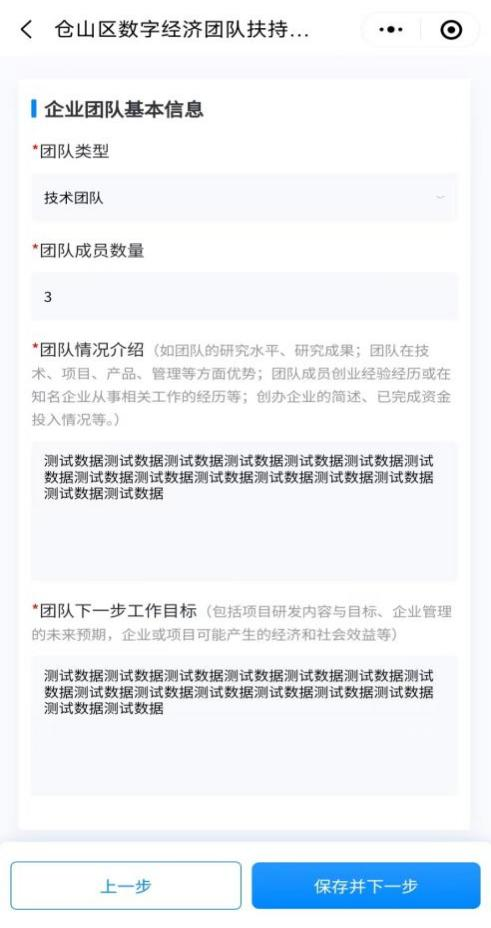 仓山区数字经济团队扶持...
企业团队基本信息
*团队类型
技术团队
*团队成员数量
3
*团队情况介绍（如团队的研究水平、研究成果；团队在技
术、项目、产品、管理等方面优势；团队成员创业经验经历或在
知名企业从事相关工作的经历等；创办企业的简述、已完成资金
投入情况等。）
测试数据测试数据测试数据测试数据测试数据测试数据测试
数据测试数据测试数据测试数据测试数据测试数据测试数据
测试数据测试数据
*团队下一步工作目标（包括项目研发内容与目标、企业管理
的未来预期，企业或项目可能产生的经济和社会效益等）
测试数据测试数据测试数据测试数据测试数据测试数据测试
数据测试数据测试数据测试数据测试数据测试数据测试数据
测试数据测试数据
上一步
保存并下一步